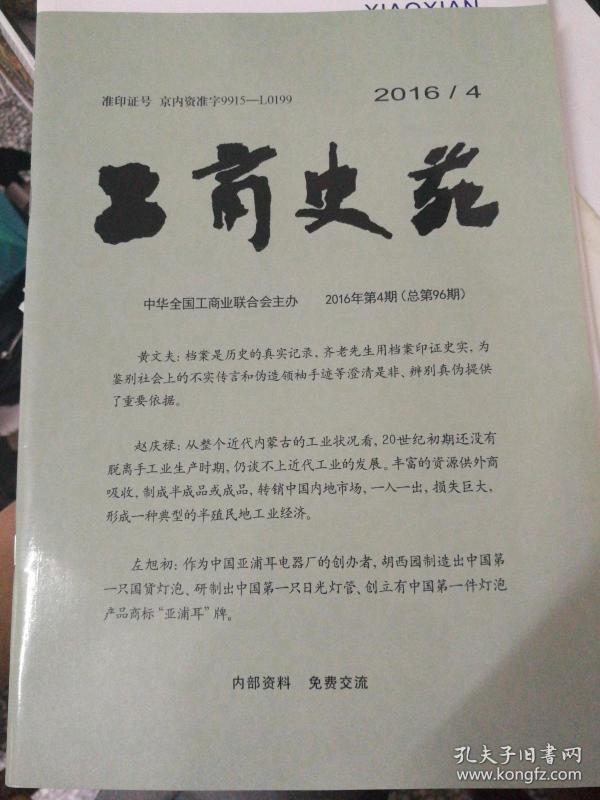 XIAOXIAN
准印证号 京内资准字9915—L0199
2016 / 4
工商史苑
中华全国工商业联合会主办 2016年第4期(总第96期)
黄文夫:档案是历史的真实记录,齐老先生用档案印证史实,为
鉴别社会上的不实传言和伪造领袖手迹等澄清是非、辨别真伪提供
了重要依据。
赵庆禄:从整个近代内蒙古的工业状况看,20世纪初期还没有
脱离手工业生产时期,仍谈不上近代工业的发展。丰富的资源供外商
吸收,制成半成品或成品,转销中国内地市场,一入一出,损失巨大,
形成一种典型的半殖民地工业经济。
左旭初:作为中国亚浦耳电器厂的创办者,胡西园制造出中国第
一只国货灯泡、研制出中国第一只日光灯管、创立有中国第一件灯泡
产品商标“亚浦耳”牌。
内部资料 免费交流
孔夫子旧书网
www.kongfz.com